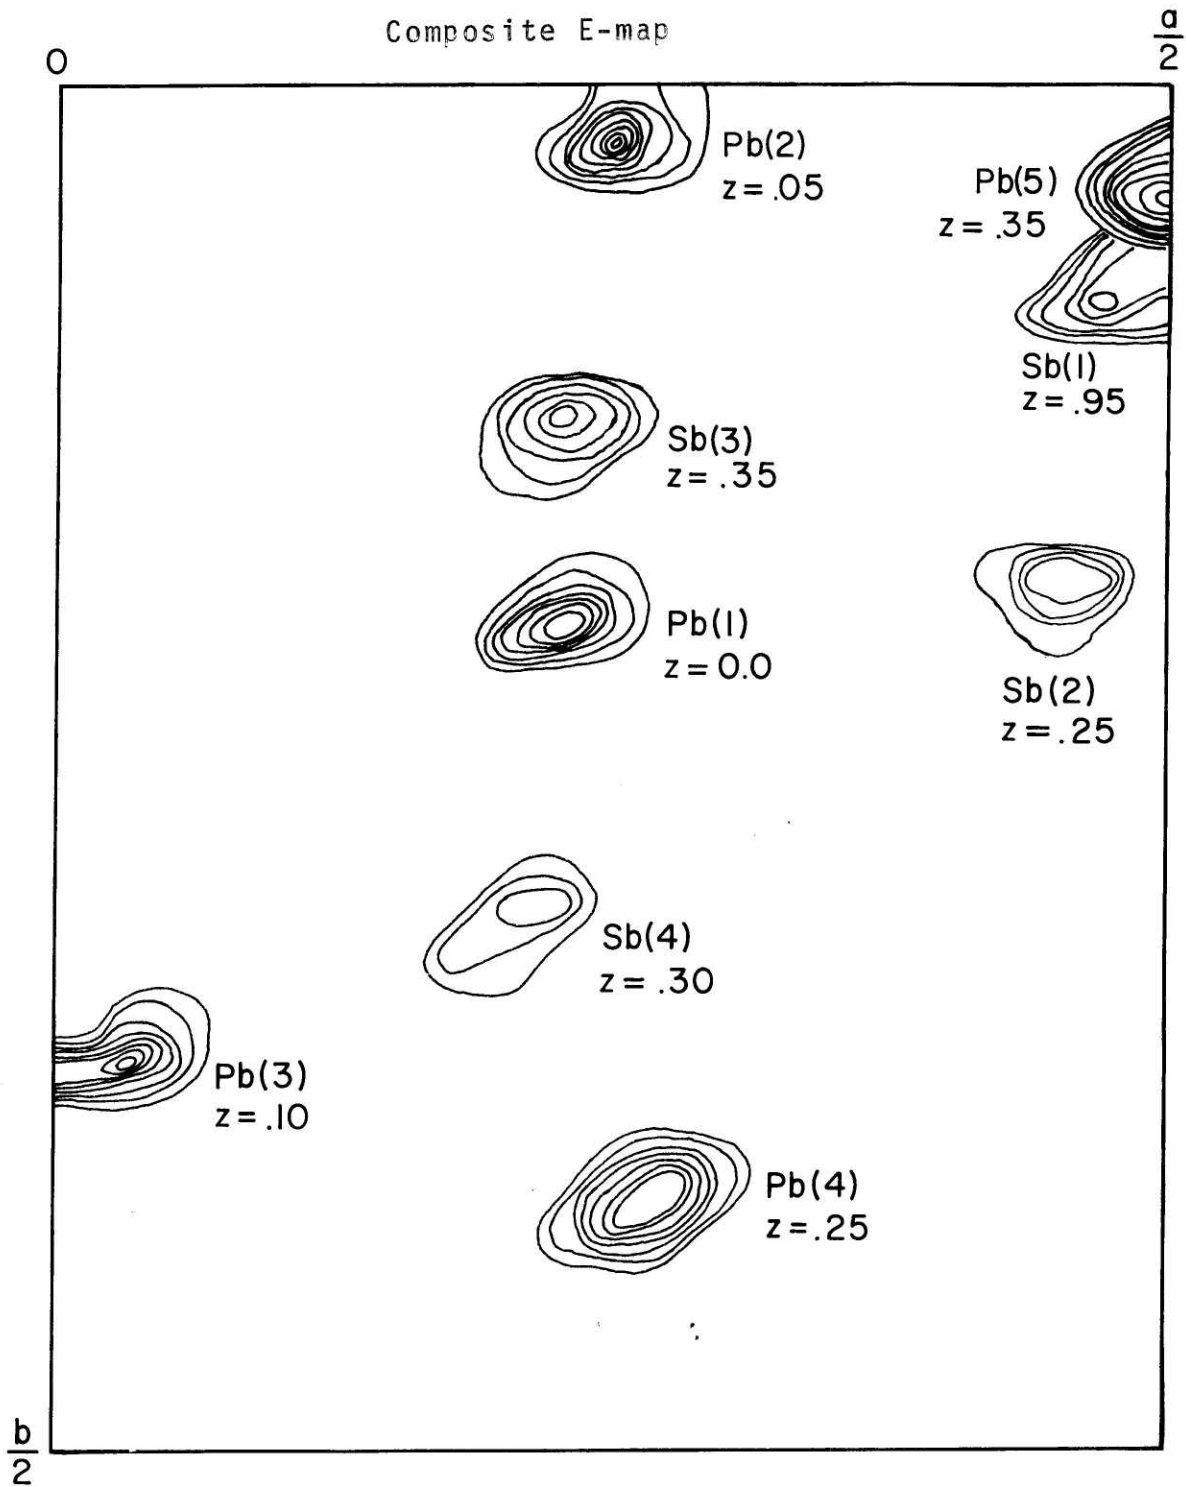 Composite E-map
0
a
2
Pb(2)
z=.05
Pb(5)
z= .35
Sb(1)
z=.95
Sb(3)
z= .35
Pb(1)
z=0.0
Sb(2)
z=.25
Sb(4)
z= .30
Pb(3)
z=.10
Pb(4)
z=.25
b
2